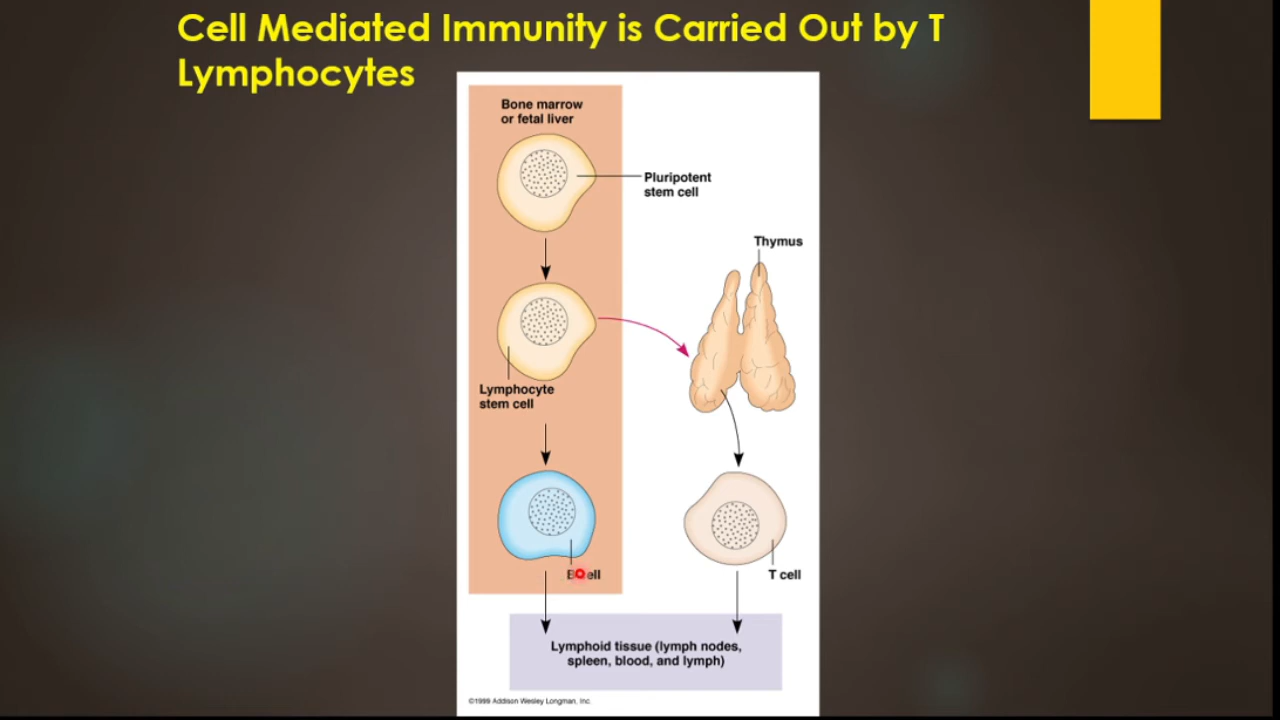 Cell Mediated Immunity is Carried Out by T
Lymphocytes
Bone marrow
or fetal liver
Pluripotent
stem cell
Thymus
Lymphocyte
stem cell
B cell
T cell
Lymphoid tissue (lymph nodes,
spleen, blood, and lymph)
©1999 Addison Wesley Longman, Inc.